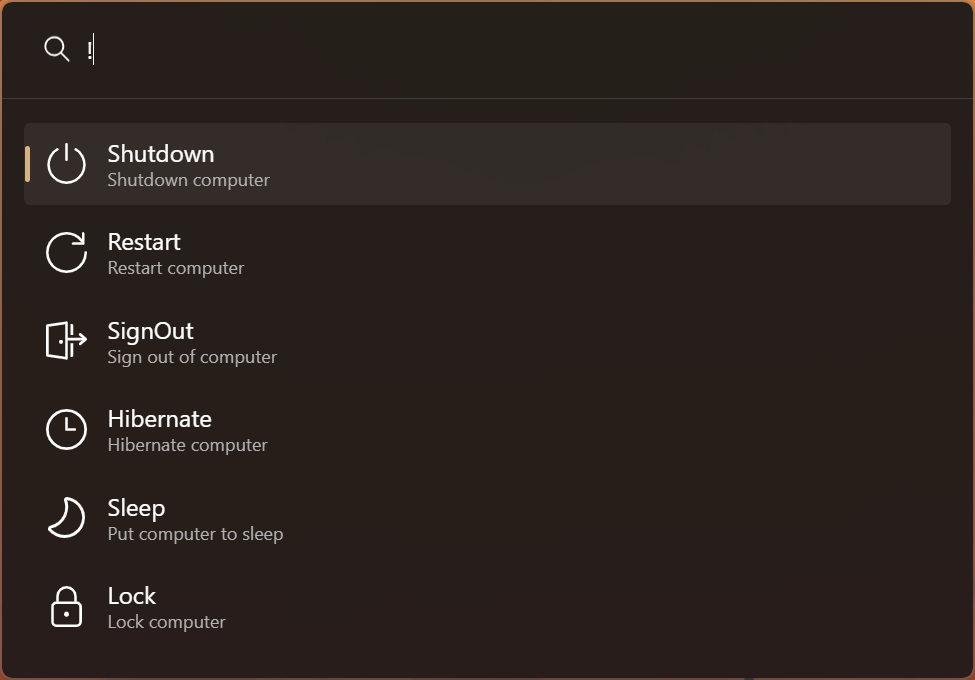 !
Shutdown
Shutdown computer
Restart
Restart computer
SignOut
Sign out of computer
Hibernate
Hibernate computer
Sleep
Put computer to sleep
Lock
Lock computer